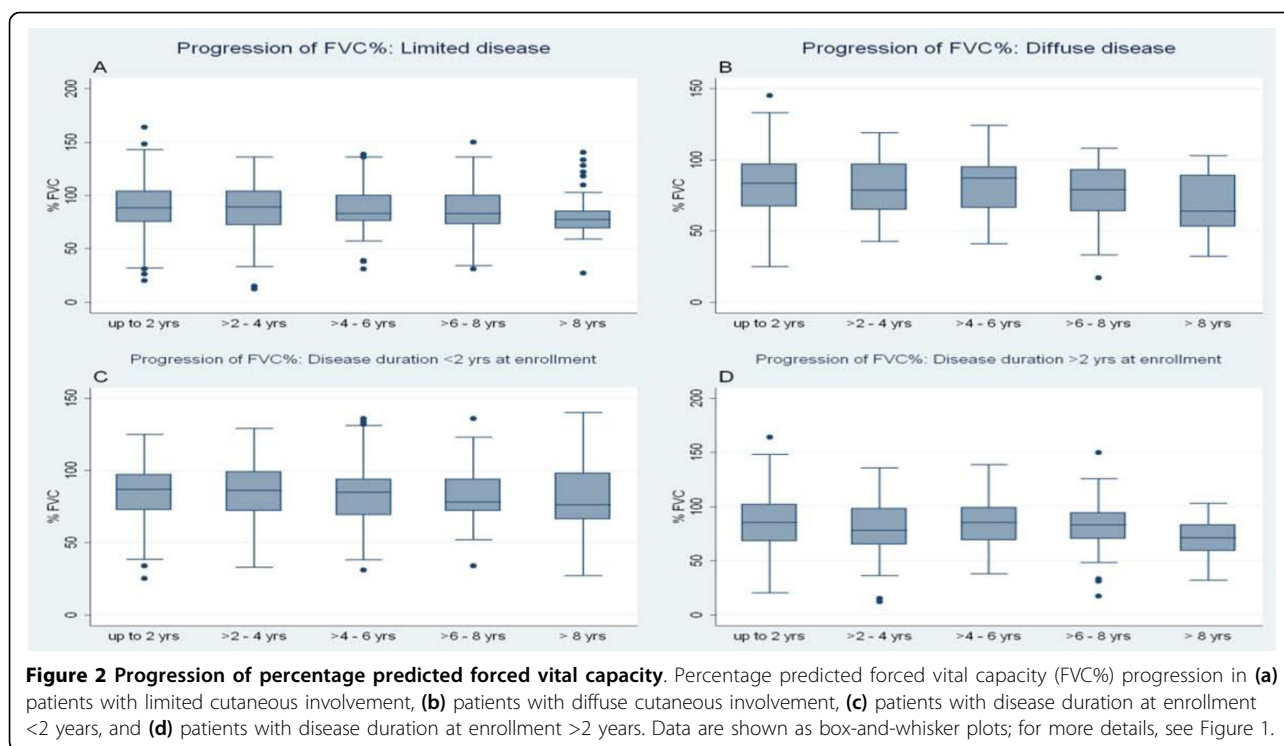 Progression of FVC%: Limited disease
A
200
150
100
50
0
% FVC
up to 2 yrs >2 - 4 yrs >4 - 6 yrs >6 - 8 yrs > 8 yrs
Progression of FVC%: Diffuse disease
B
150
100
50
0
% FVC
up to 2 yrs >2 - 4 yrs >4 - 6 yrs >6 - 8 yrs > 8 yrs
Progression of FVC%: Disease duration <2 yrs at enrollment
C
150
100
50
0
% FVC
up to 2 yrs >2 - 4 yrs >4 - 6 yrs >6 - 8 yrs > 8 yrs
Progression of FVC%: Disease duration >2 yrs at enrollment
D
200
150
100
50
0
% FVC
up to 2 yrs >2 - 4 yrs >4 - 6 yrs >6 - 8 yrs > 8 yrs
Figure 2 Progression of percentage predicted forced vital capacity. Percentage predicted forced vital capacity (FVC%) progression in (a)
patients with limited cutaneous involvement, (b) patients with diffuse cutaneous involvement, (c) patients with disease duration at enrollment
<2 years, and (d) patients with disease duration at enrollment >2 years. Data are shown as box-and-whisker plots; for more details, see Figure 1.